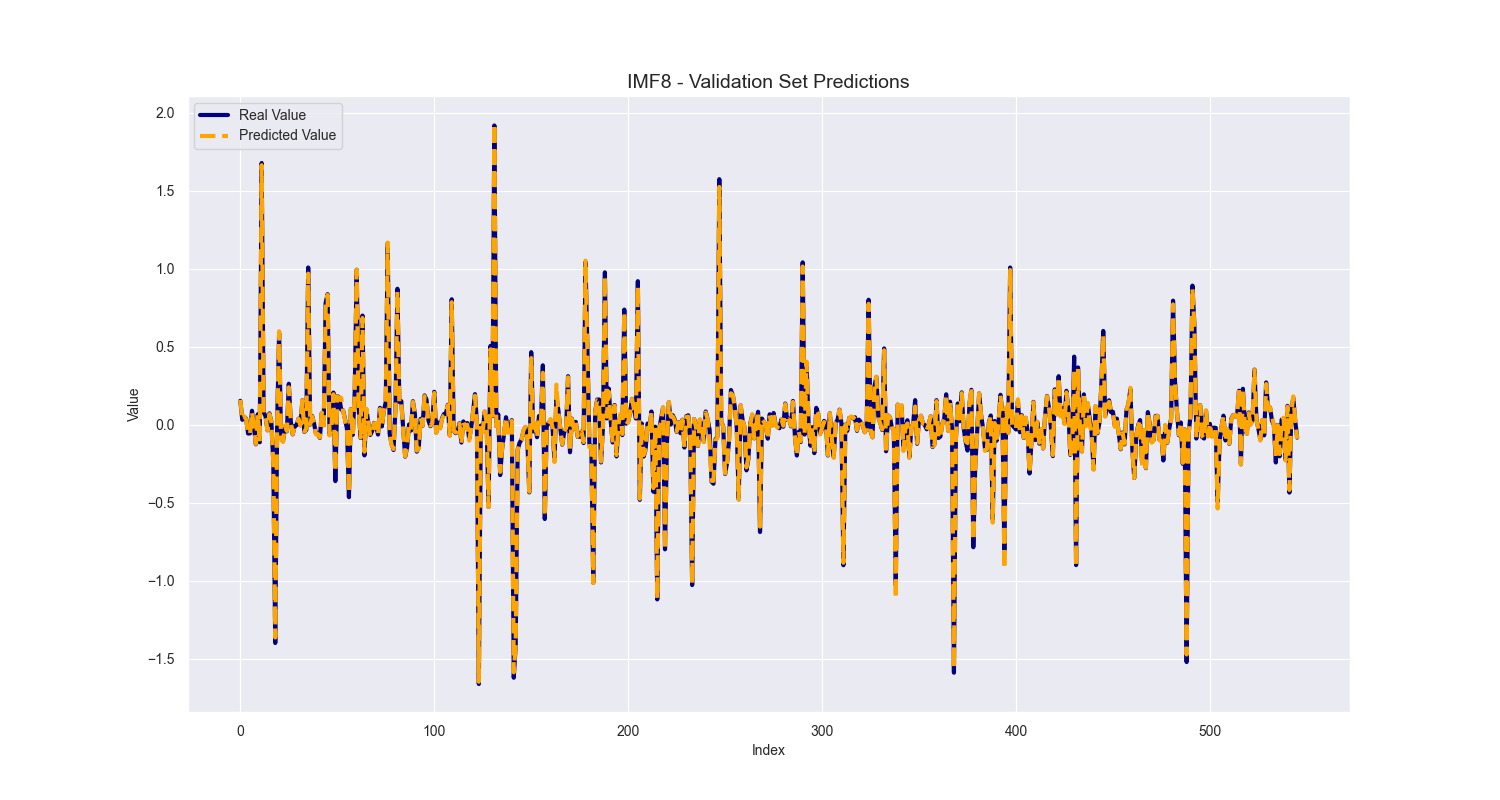 IMF8 - Validation Set Predictions
Real Value
Predicted Value
2.0
1.5
1.0
0.5
0.0
−0.5
−1.0
−1.5
Value
0
100
200
300
400
500
Index